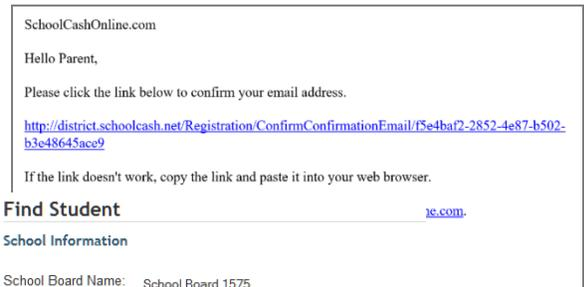 SchoolCashOnline.com
Hello Parent,
Please click the link below to confirm your email address.
http://district.schoolcash.net/Registration/ConfirmConfirmationEmail/f5e4baf2-2852-4e87-b502-
b3e48645ace9
If the link doesn't work, copy the link and paste it into your web browser.
Find Student
ne.com.
School Information
School Board Name: School Board 1575